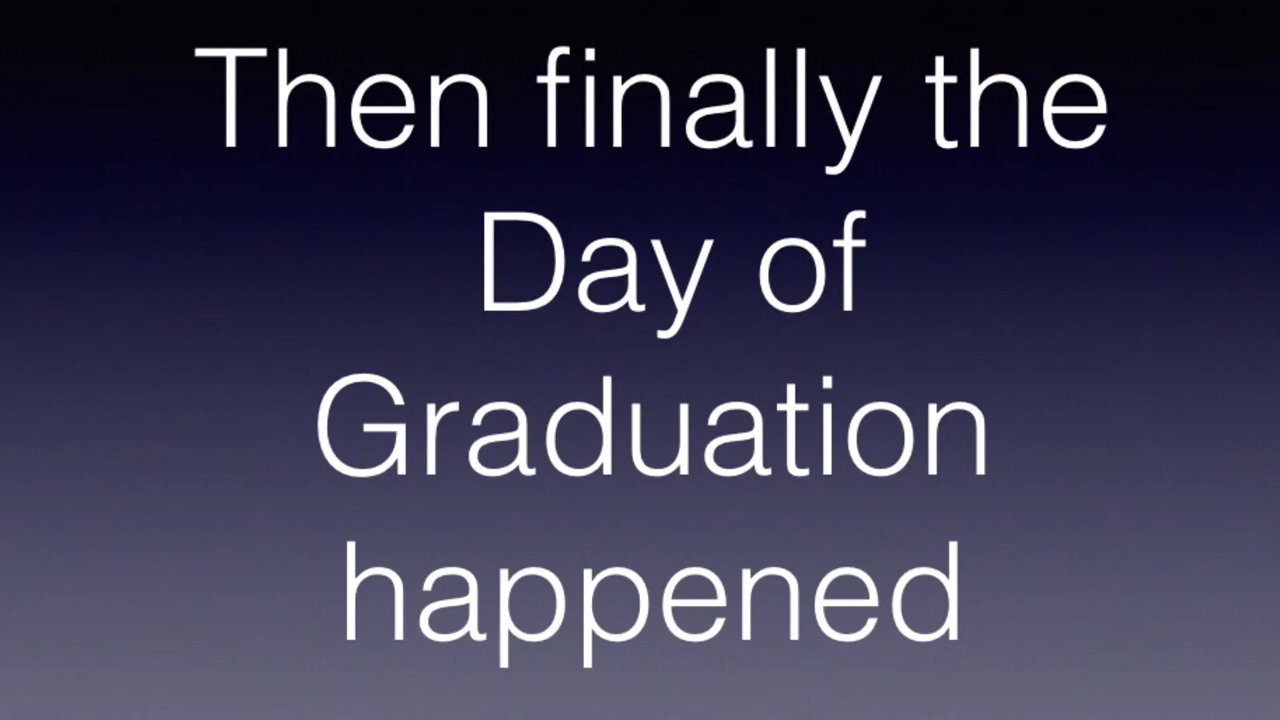 Then finally the
Day of
Graduation
happened